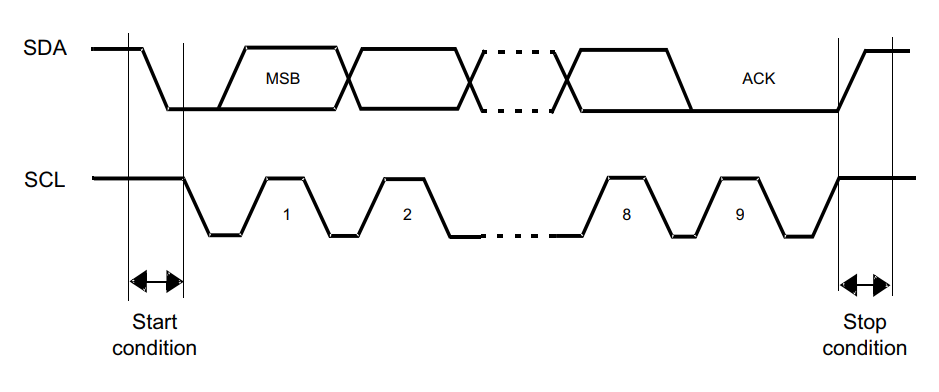 SDA
MSB
ACK
SCL
1
2
8
9
Start
condition
Stop
condition